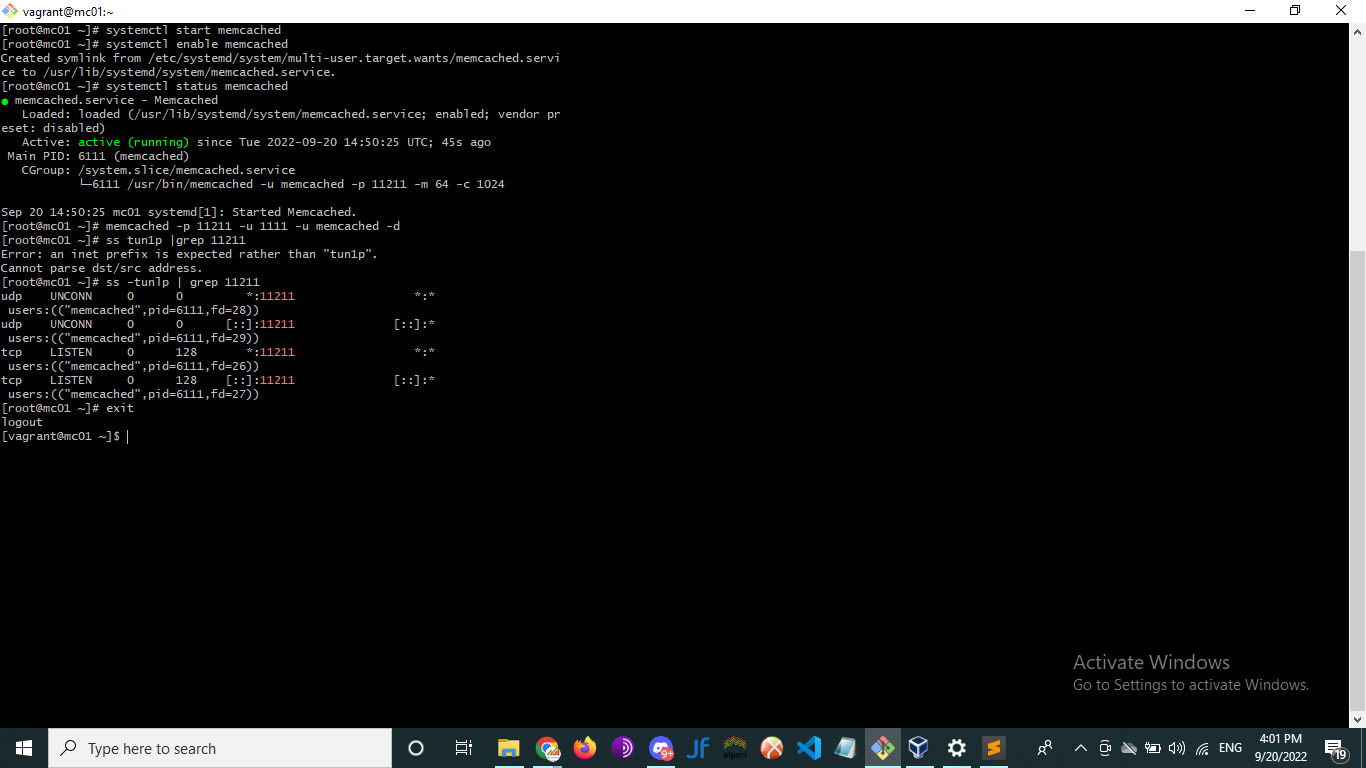 vagrant@mc01:~
[root@mc01 ~]# systemctl start memcached
[root@mc01 ~]# systemctl enable memcached
Created symlink from /etc/systemd/system/multi-user.target.wants/memcached.servi
ce to /usr/lib/systemd/system/memcached.service.
[root@mc01 ~]# systemctl status memcached
● memcached.service - Memcached
   Loaded: loaded (/usr/lib/systemd/system/memcached.service; enabled; vendor pr
eset: disabled)
   Active: active (running) since Tue 2022-09-20 14:50:25 UTC; 45s ago
 Main PID: 6111 (memcached)
   CGroup: /system.slice/memcached.service
           └─6111 /usr/bin/memcached -u memcached -p 11211 -m 64 -c 1024
Sep 20 14:50:25 mc01 systemd[1]: Started Memcached.
[root@mc01 ~]# memcached -p 11211 -u 1111 -u memcached -d
[root@mc01 ~]# ss tun1p |grep 11211
Error: an inet prefix is expected rather than "tun1p".
Cannot parse dst/src address.
[root@mc01 ~]# ss -tunlp | grep 11211
udp    UNCONN     0      0         *:11211                 *:*
 users:(("memcached",pid=6111,fd=28))
udp    UNCONN     0      0      [::]:11211              [::]:*
 users:(("memcached",pid=6111,fd=29))
tcp    LISTEN     0      128       *:11211                 *:*
 users:(("memcached",pid=6111,fd=26))
tcp    LISTEN     0      128    [::]:11211              [::]:*
 users:(("memcached",pid=6111,fd=27))
[root@mc01 ~]# exit
logout
[vagrant@mc01 ~]$
Activate Windows
Go to Settings to activate Windows.
Type here to search
9+
JF
alpari
ENG
4:01 PM
9/20/2022
19